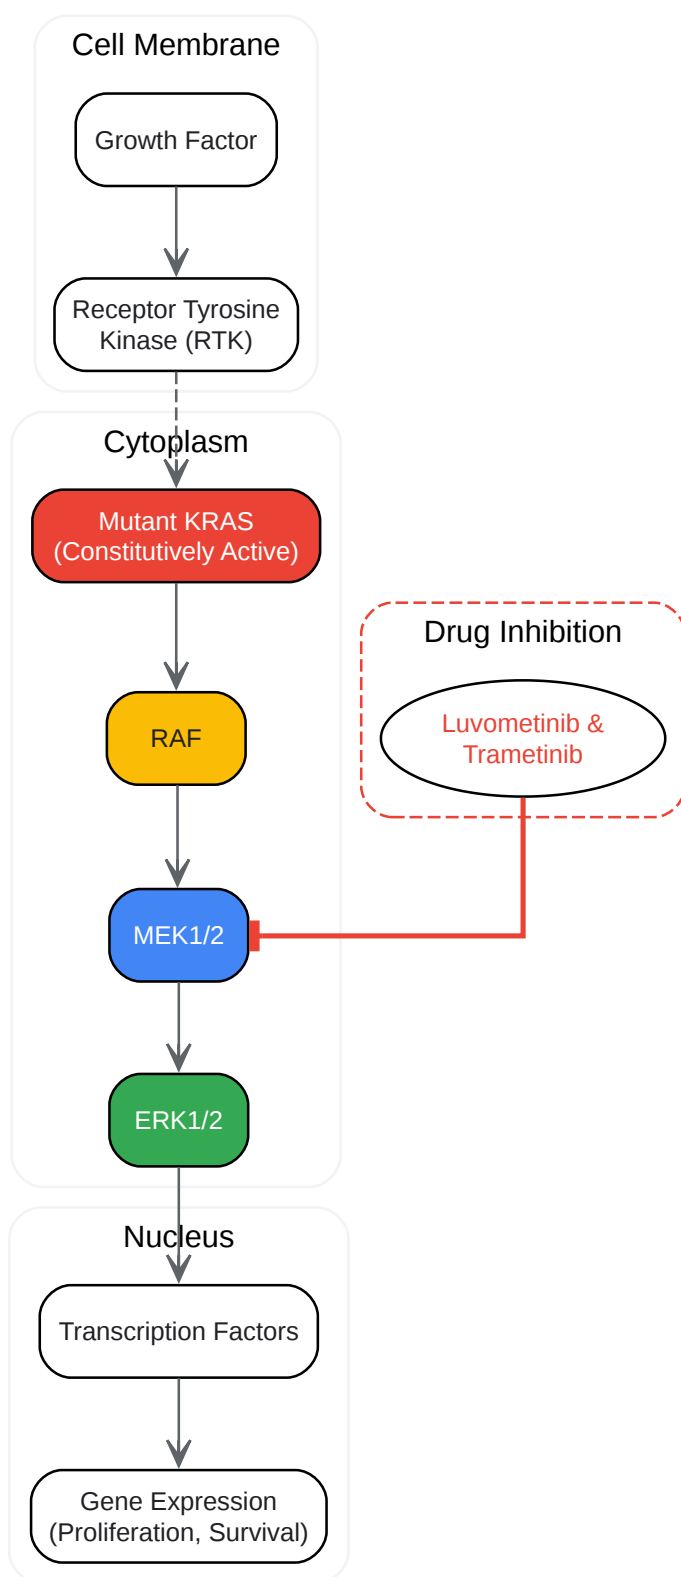 Cell Membrane
Growth Factor
Receptor Tyrosine
Kinase (RTK)
Cytoplasm
Mutant KRAS
(Constitutively Active)
Drug Inhibition
Luvometinib &
Trametinib
RAF
MEK1/2
ERK1/2
Nucleus
Transcription Factors
Gene Expression
(Proliferation, Survival)